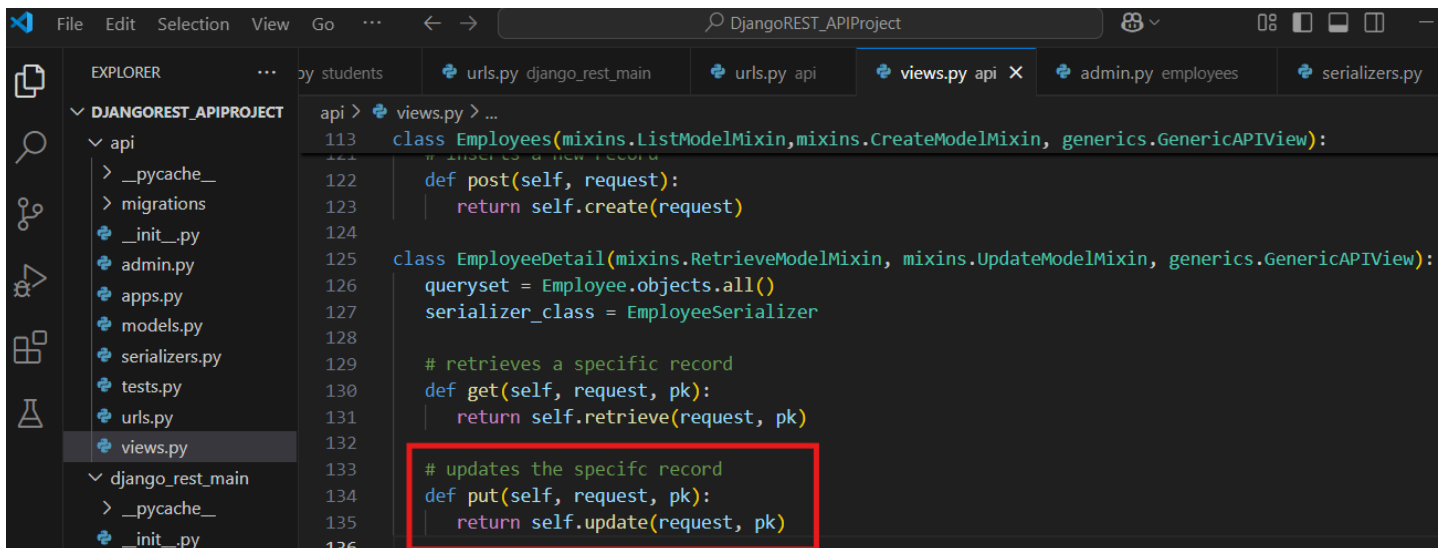 File Edit Selection View Go ··· DjangoREST_APIProject
EXPLORER ···
DJANGOREST_APIPROJECT
api
__pycache__
migrations
__init__.py
admin.py
apps.py
models.py
serializers.py
tests.py
urls.py
views.py
django_rest_main
__pycache__
__init__.py
py students urls.py django_rest_main urls.py api views.py api admin.py employees serializers.py
api > views.py > ...
113 class Employees(mixins.ListModelMixin,mixins.CreateModelMixin, generics.GenericAPIView):
121 # inserts a new record
122 def post(self, request):
123 return self.create(request)
124
125 class EmployeeDetail(mixins.RetrieveModelMixin, mixins.UpdateModelMixin, generics.GenericAPIView):
126 queryset = Employee.objects.all()
127 serializer_class = EmployeeSerializer
128
129 # retrieves a specific record
130 def get(self, request, pk):
131 return self.retrieve(request, pk)
132
133 # updates the specifc record
134 def put(self, request, pk):
135 return self.update(request, pk)
136